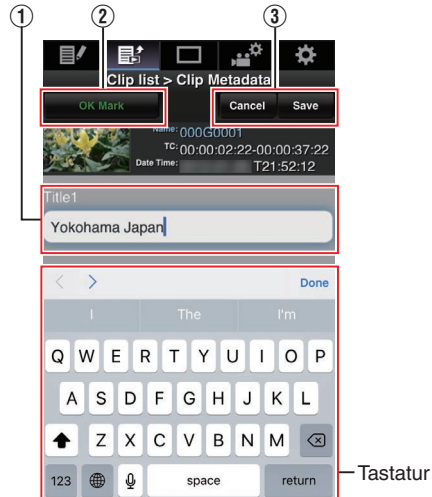 ① ② ③
Clip list > Clip Metadata
OK Mark Cancel Save
Name: 000G0001
TC: 00:00:02:22-00:00:37:22
Date Time: T21:52:12
Title1
Yokohama Japan
Done
I The I'm
Q W E R T Y U I O P
A S D F G H J K L
Z X C V B N M
123 space return
Tastatur